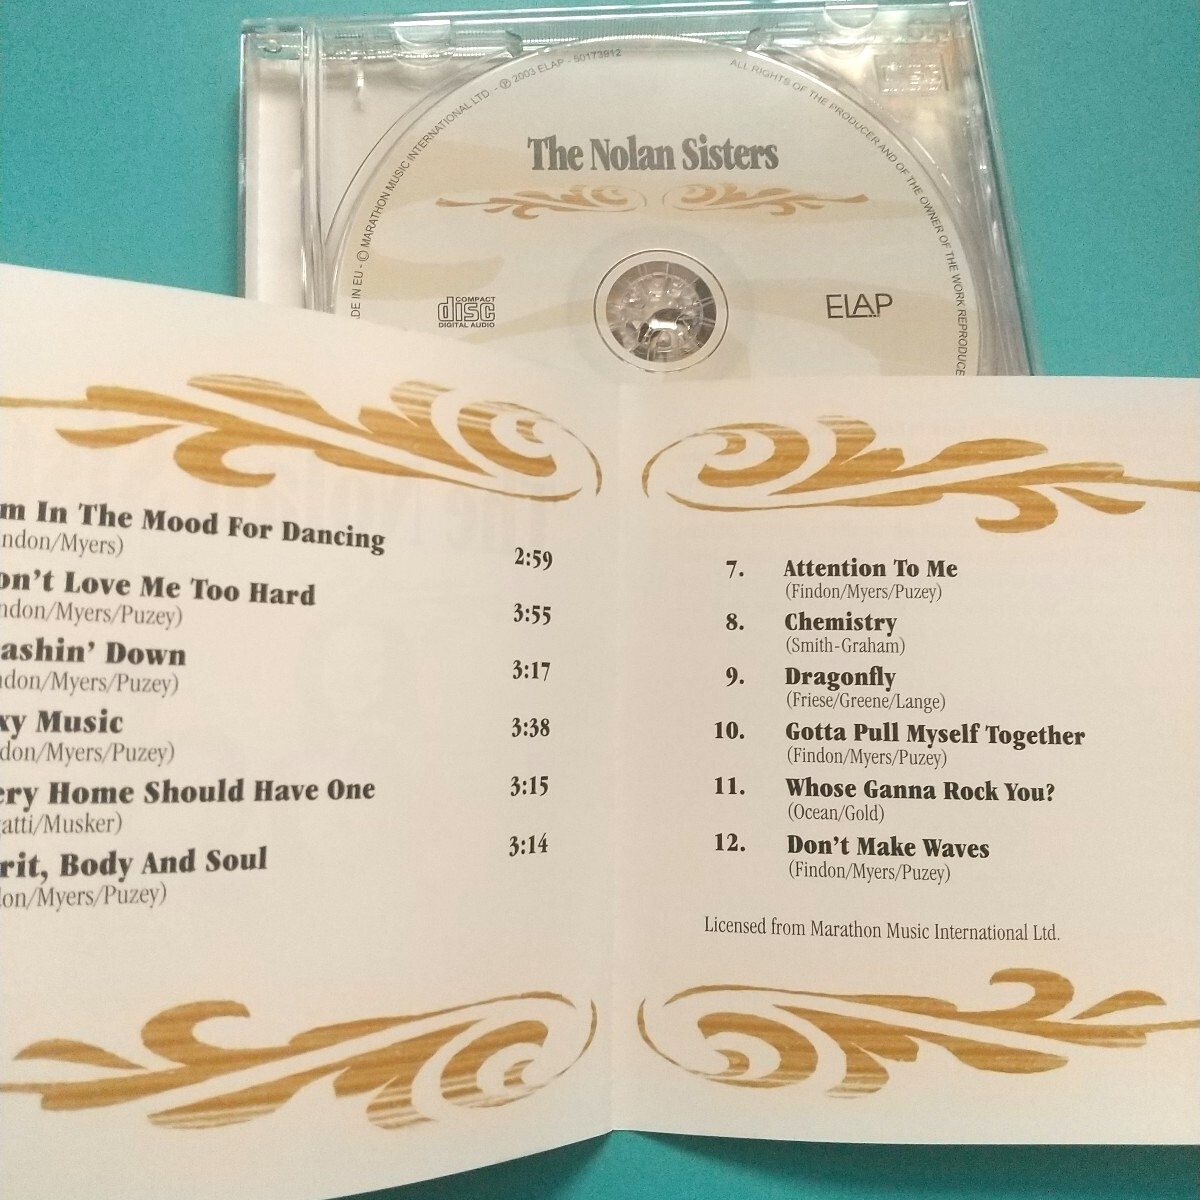 ADE IN EU - © MARATHON MUSIC INTERNATIONAL LTD. - ℗ 2003 ELAP - 50173912
ALL RIGHTS OF THE PRODUCER AND OF THE OWNER OF THE WORK REPRODUCE
The Nolan Sisters
COMPACT
disc
DIGITAL AUDIO
ELAP
m In The Mood For Dancing 2:59
ndon/Myers)
on't Love Me Too Hard 3:55
ndon/Myers/Puzey)
ashin' Down 3:17
ndon/Myers/Puzey)
xy Music 3:38
don/Myers/Puzey)
ery Home Should Have One 3:15
atti/Musker)
rit, Body And Soul 3:14
on/Myers/Puzey)
7. Attention To Me
(Findon/Myers/Puzey)
8. Chemistry
(Smith-Graham)
9. Dragonfly
(Friese/Greene/Lange)
10. Gotta Pull Myself Together
(Findon/Myers/Puzey)
11. Whose Ganna Rock You?
(Ocean/Gold)
12. Don't Make Waves
(Findon/Myers/Puzey)
Licensed from Marathon Music International Ltd.